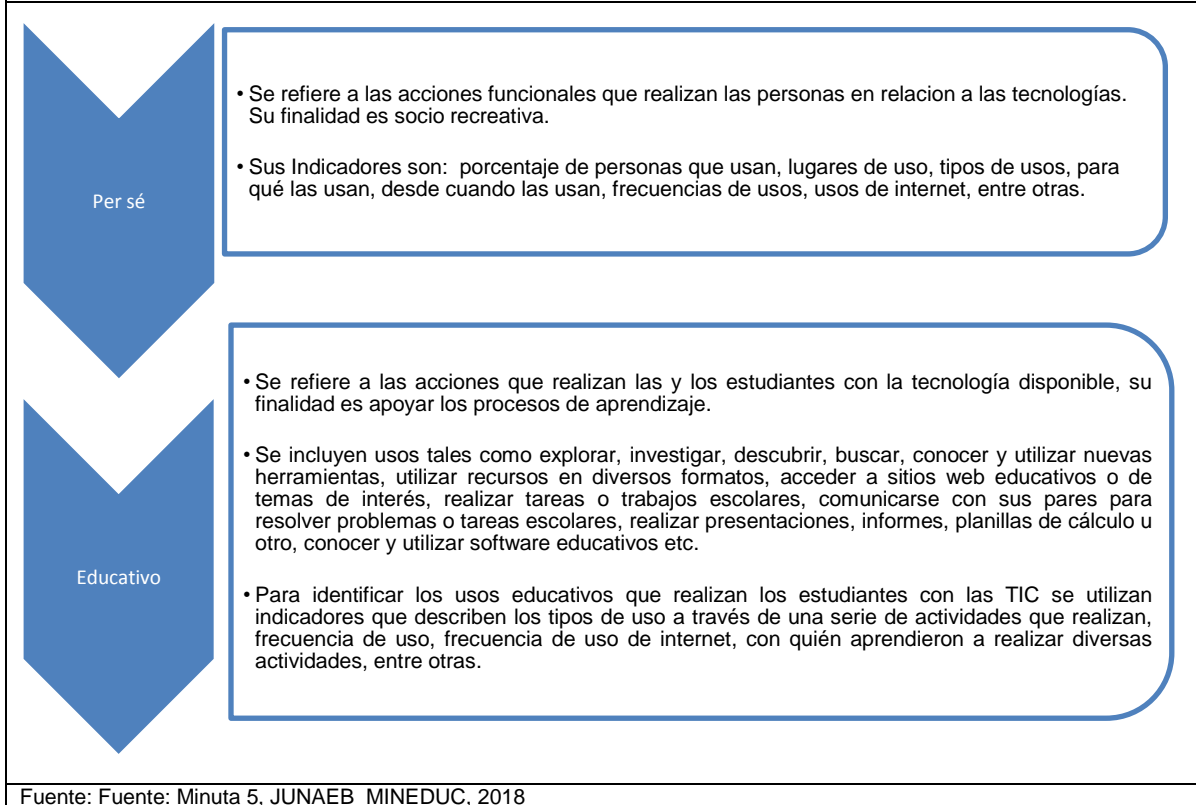 Per sé
• Se refiere a las acciones funcionales que realizan las personas en relacion a las tecnologías.
Su finalidad es socio recreativa.
• Sus Indicadores son: porcentaje de personas que usan, lugares de uso, tipos de usos, para
qué las usan, desde cuando las usan, frecuencias de usos, usos de internet, entre otras.
Educativo
• Se refiere a las acciones que realizan las y los estudiantes con la tecnología disponible, su
finalidad es apoyar los procesos de aprendizaje.
• Se incluyen usos tales como explorar, investigar, descubrir, buscar, conocer y utilizar nuevas
herramientas, utilizar recursos en diversos formatos, acceder a sitios web educativos o de
temas de interés, realizar tareas o trabajos escolares, comunicarse con sus pares para
resolver problemas o tareas escolares, realizar presentaciones, informes, planillas de cálculo u
otro, conocer y utilizar software educativos etc.
• Para identificar los usos educativos que realizan los estudiantes con las TIC se utilizan
indicadores que describen los tipos de uso a través de una serie de actividades que realizan,
frecuencia de uso, frecuencia de uso de internet, con quién aprendieron a realizar diversas
actividades, entre otras.
Fuente: Fuente: Minuta 5, JUNAEB_MINEDUC, 2018